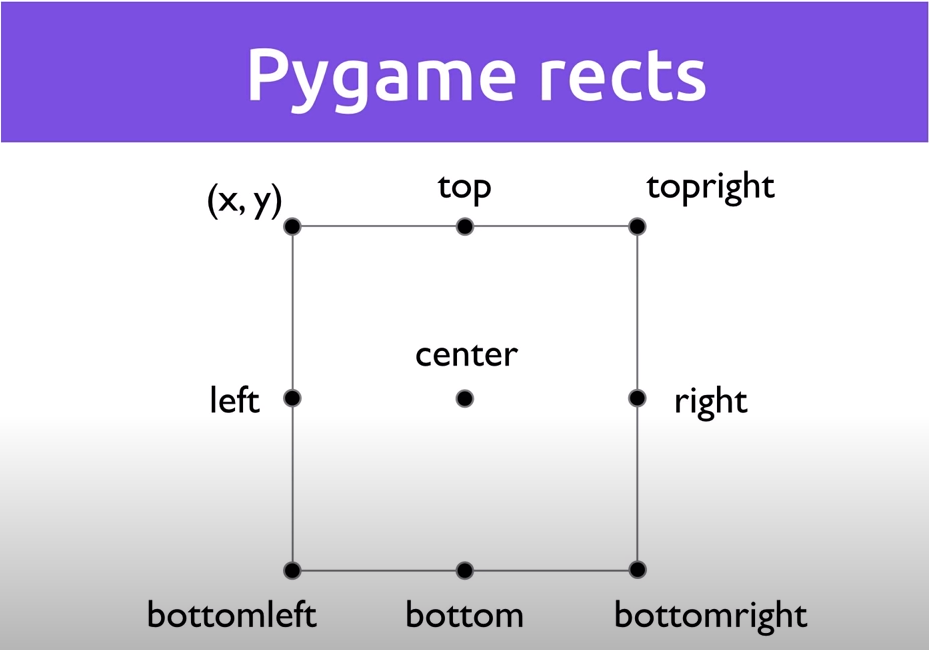 Pygame rects
(x, y)
top
topright
center
left
right
bottomleft
bottom
bottomright